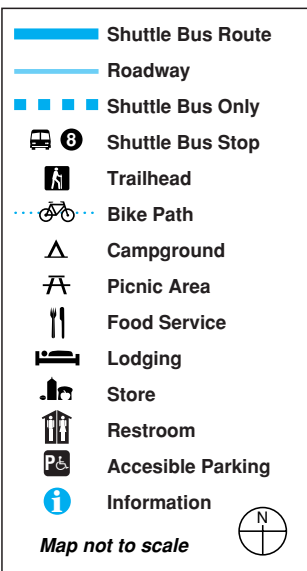 Shuttle Bus Route
Roadway
Shuttle Bus Only
8 Shuttle Bus Stop
Trailhead
Bike Path
Campground
Picnic Area
Food Service
Lodging
Store
Restroom
P Accesible Parking
i Information
Map not to scale
N